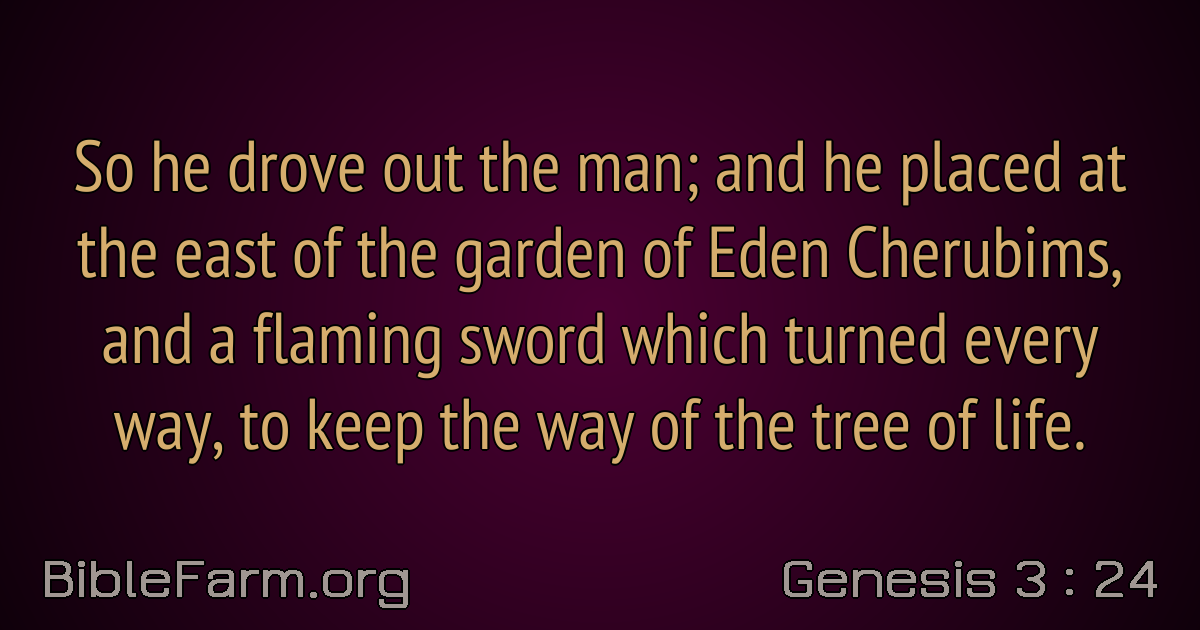 So he drove out the man; and he placed at
the east of the garden of Eden Cherubims,
and a flaming sword which turned every
way, to keep the way of the tree of life.
BibleFarm.org
Genesis 3 : 24